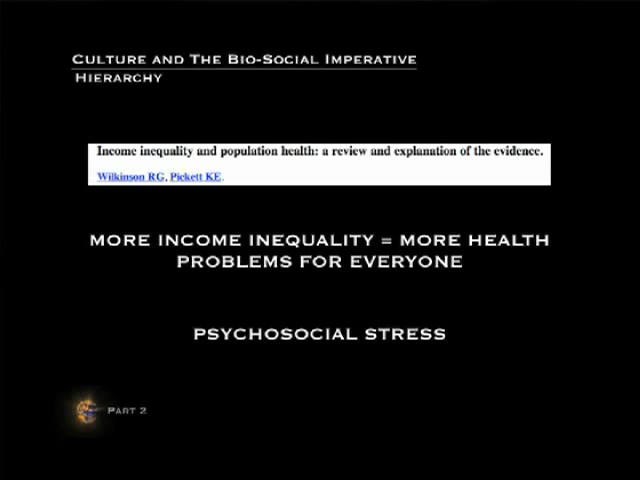 Culture and The Bio-Social Imperative
Hierarchy
Income inequality and population health: a review and explanation of the evidence.
Wilkinson RG, Pickett KE.
MORE INCOME INEQUALITY = MORE HEALTH
PROBLEMS FOR EVERYONE
PSYCHOSOCIAL STRESS
Part 2